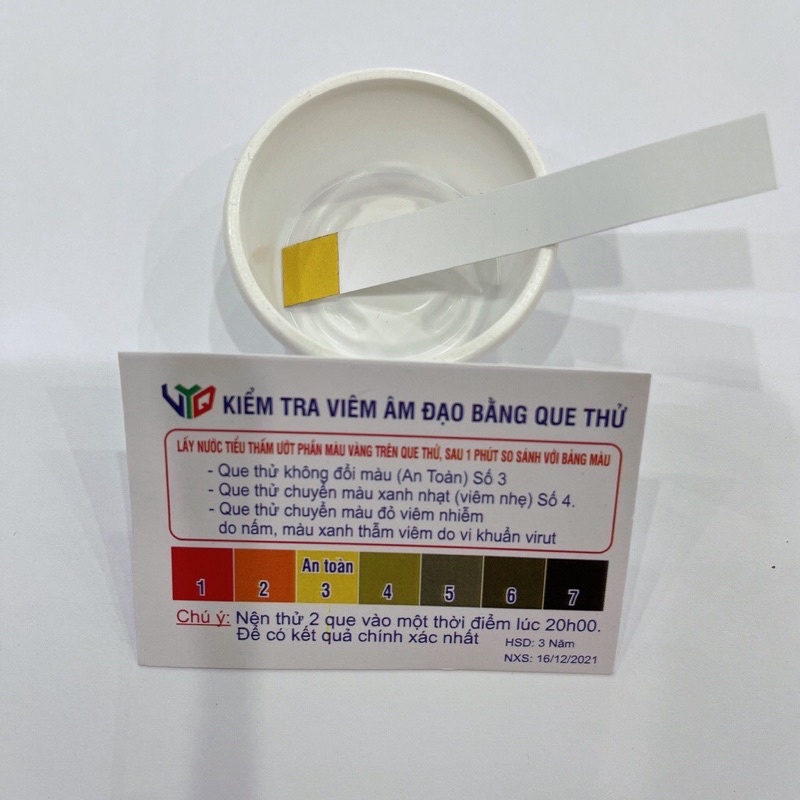 VYQ KIỂM TRA VIÊM ÂM ĐẠO BẰNG QUE THỬ
LẤY NƯỚC TIỂU THẤM ƯỚT PHẦN MÀU VÀNG TRÊN QUE THỬ, SAU 1 PHÚT SO SÁNH VỚI BẢNG MÀU
- Que thử không đổi màu (An Toàn) Số 3
- Que thử chuyển màu xanh nhạt (viêm nhẹ) Số 4.
- Que thử chuyển màu đỏ viêm nhiễm
do nấm, màu xanh thẫm viêm do vi khuẩn virut
An toàn
1 2 3 4 5 6 7
Chú ý: Nên thử 2 que vào một thời điểm lúc 20h00.
Để có kết quả chính xác nhất
HSD: 3 Năm
NXS: 16/12/2021